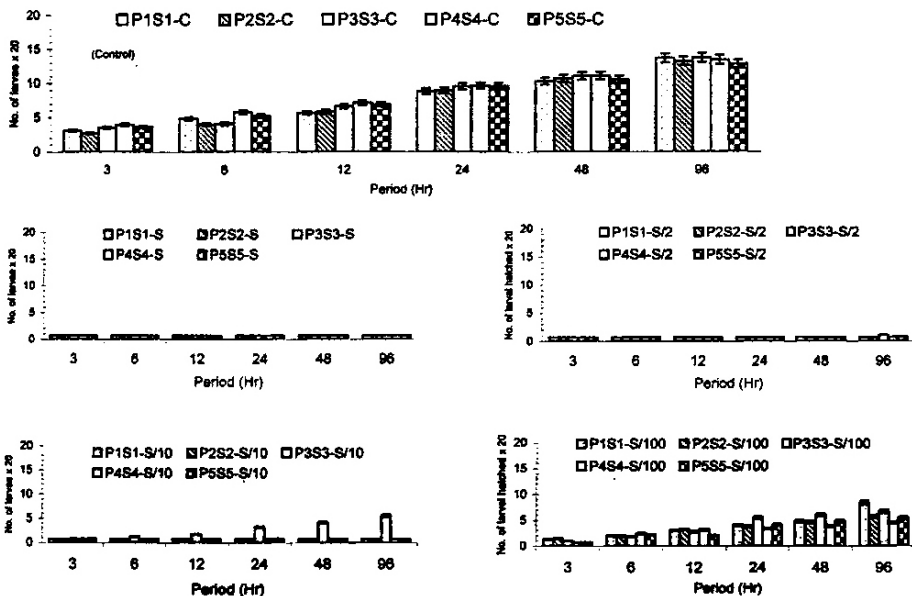 P1S1-C P2S2-C P3S3-C P4S4-C P5S5-C
(Control)
No. of larves x 20
20
15
10
5
0
3 6 12 24 48 96
Period (Hr)
P1S1-S P2S2-S P3S3-S
P4S4-S P5S5-S
No. of larves x 20
20
15
10
5
0
3 6 12 24 48 96
Period (Hr)
P1S1-S/2 P2S2-S/2 P3S3-S/2
P4S4-S/2 P5S5-S/2
No. of larval hatched x 20
20
15
10
5
0
3 6 12 24 48 96
Period (Hr)
P1S1-S/10 P2S2-S/10 P3S3-S/10
P4S4-S/10 P5S5-S/10
No. of larves x 20
20
15
10
5
0
3 6 12 24 48 96
Period (Hr)
P1S1-S/100 P2S2-S/100 P3S3-S/100
P4S4-S/100 P5S5-S/100
No. of larval hatched x 20
20
15
10
5
0
3 6 12 24 48 96
Period (Hr)